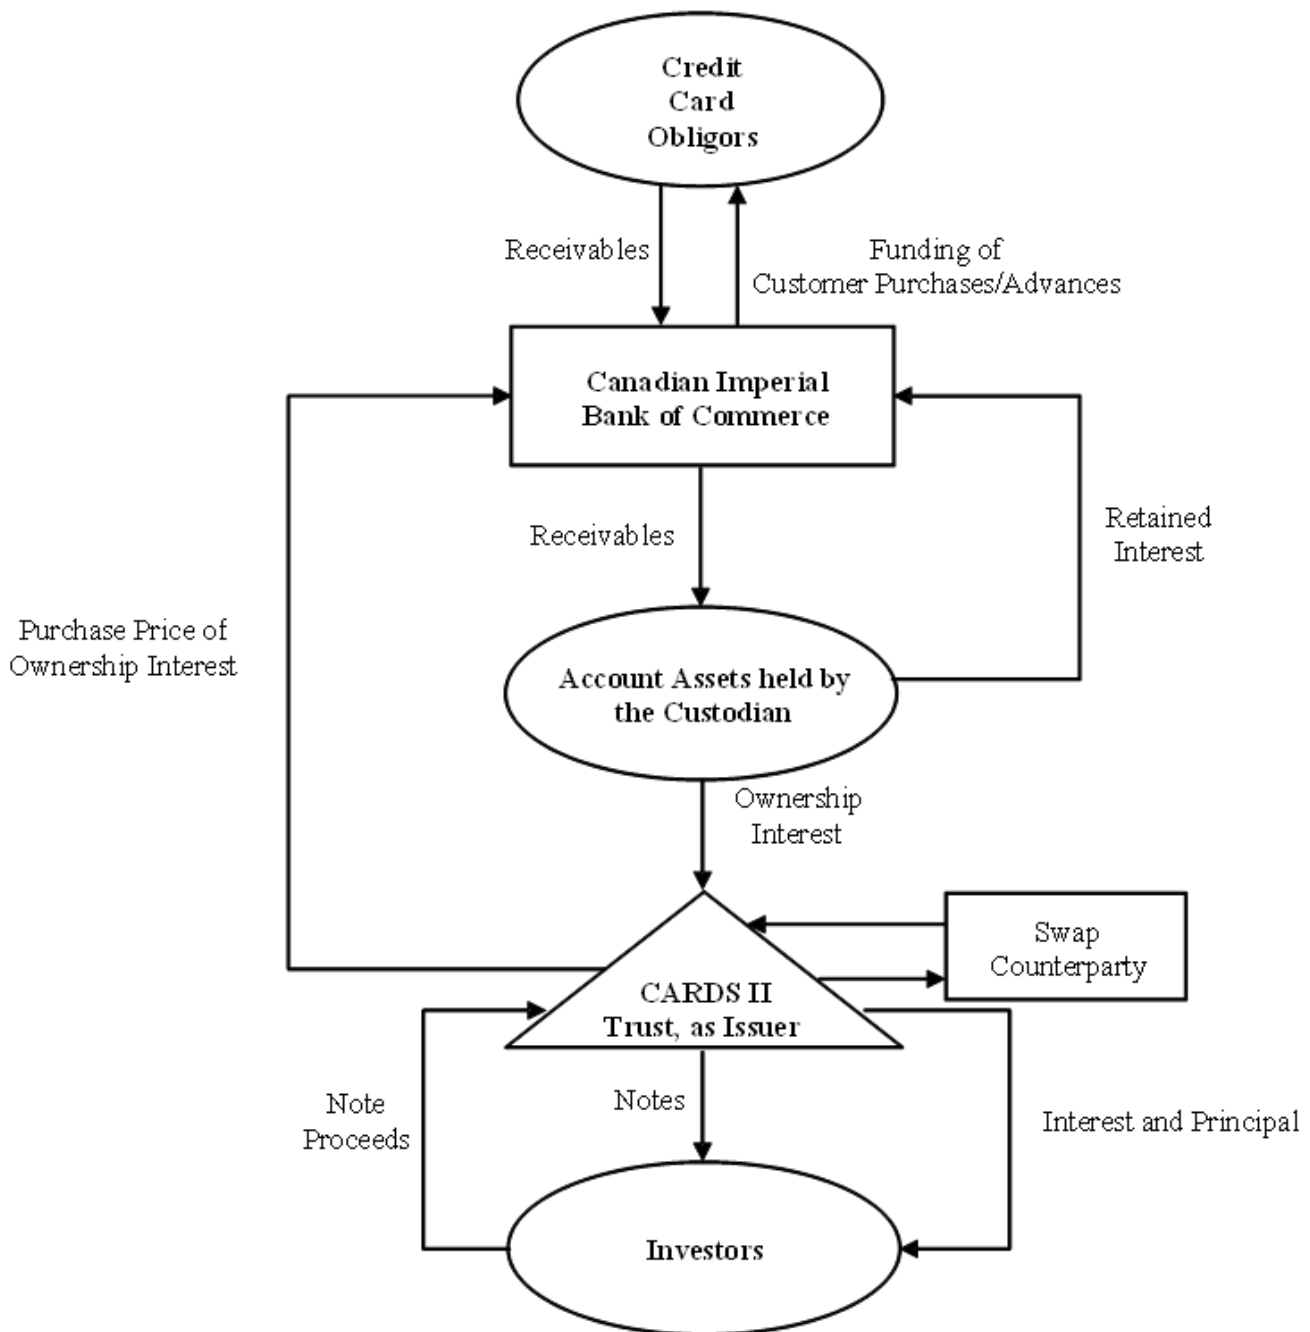 Credit
Card
Obligors
Receivables
Funding of
Customer Purchases/Advances
Canadian Imperial
Bank of Commerce
Receivables
Retained
Interest
Purchase Price of
Ownership Interest
Account Assets held by
the Custodian
Ownership
Interest
Swap
Counterparty
CARDS II
Trust, as Issuer
Note
Proceeds
Notes
Interest and Principal
Investors